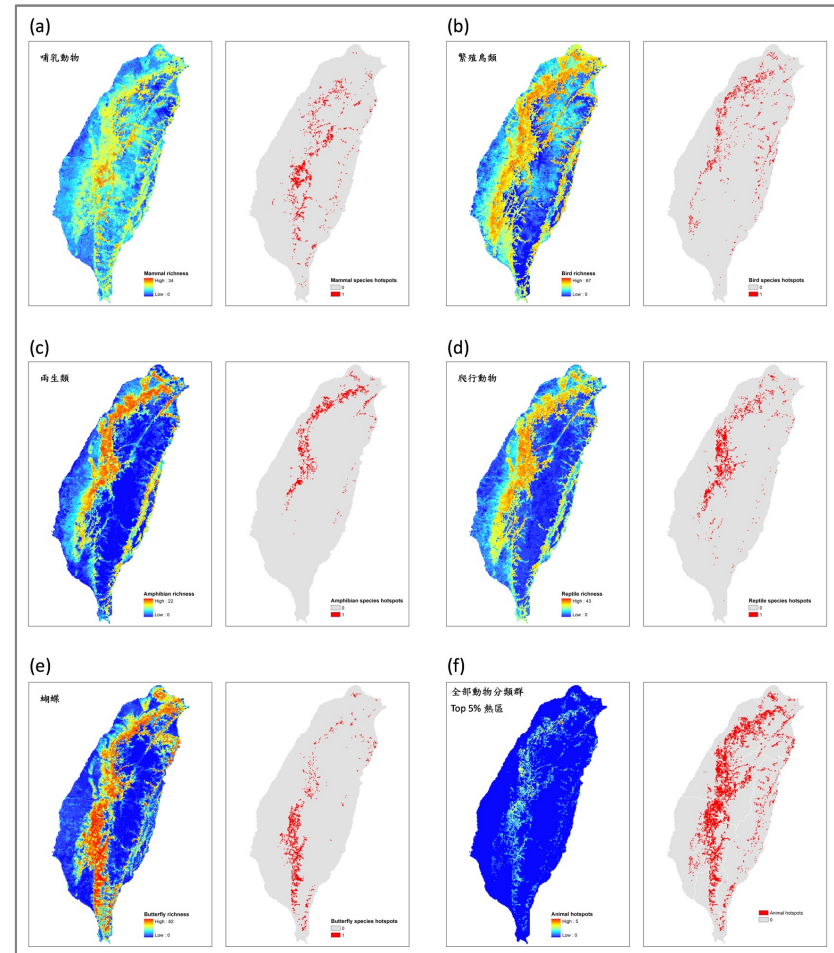 (a)
哺乳動物
Mammal richness
High : 34
Low : 0
Mammal species hotspots
0
1
(b)
繁殖鳥類
Bird richness
High : 67
Low : 0
Bird species hotspots
0
1
(c)
兩生類
Amphibian richness
High : 22
Low : 0
Amphibian species hotspots
0
1
(d)
爬行動物
Reptile richness
High : 43
Low : 0
Reptile species hotspots
0
1
(e)
蝴蝶
Butterfly richness
High : 82
Low : 0
Butterfly species hotspots
0
1
(f)
全部動物分類群
Top 5% 熱區
Animal hotspots
High : 5
Low : 0
Animal hotspots
0